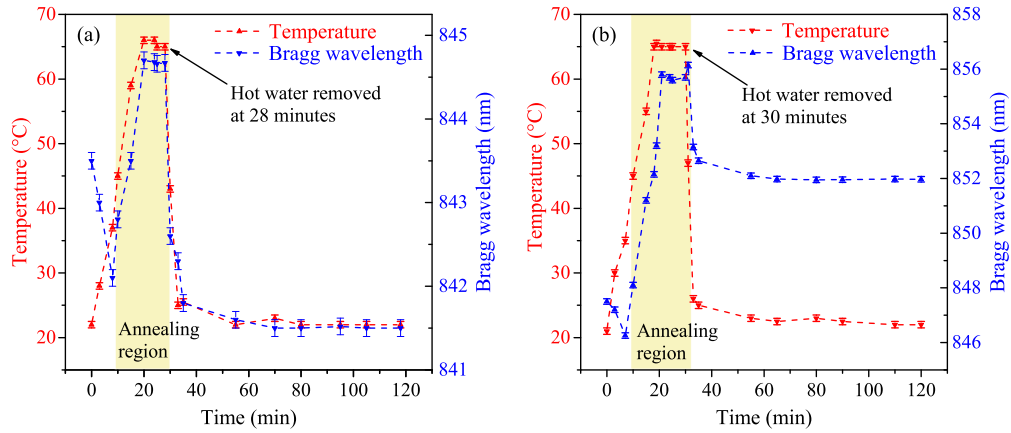 (a)
Temperature
Bragg wavelength
Hot water removed
at 28 minutes
Annealing
region
Temperature (°C)
70
60
50
40
30
20
845
844
843
842
841
Bragg wavelength (nm)
0 20 40 60 80 100 120
Time (min)
(b)
Temperature
Bragg wavelength
Hot water removed
at 30 minutes
Annealing
region
Temperature (°C)
70
60
50
40
30
20
858
856
854
852
850
848
846
Bragg wavelength (nm)
0 20 40 60 80 100 120
Time (min)